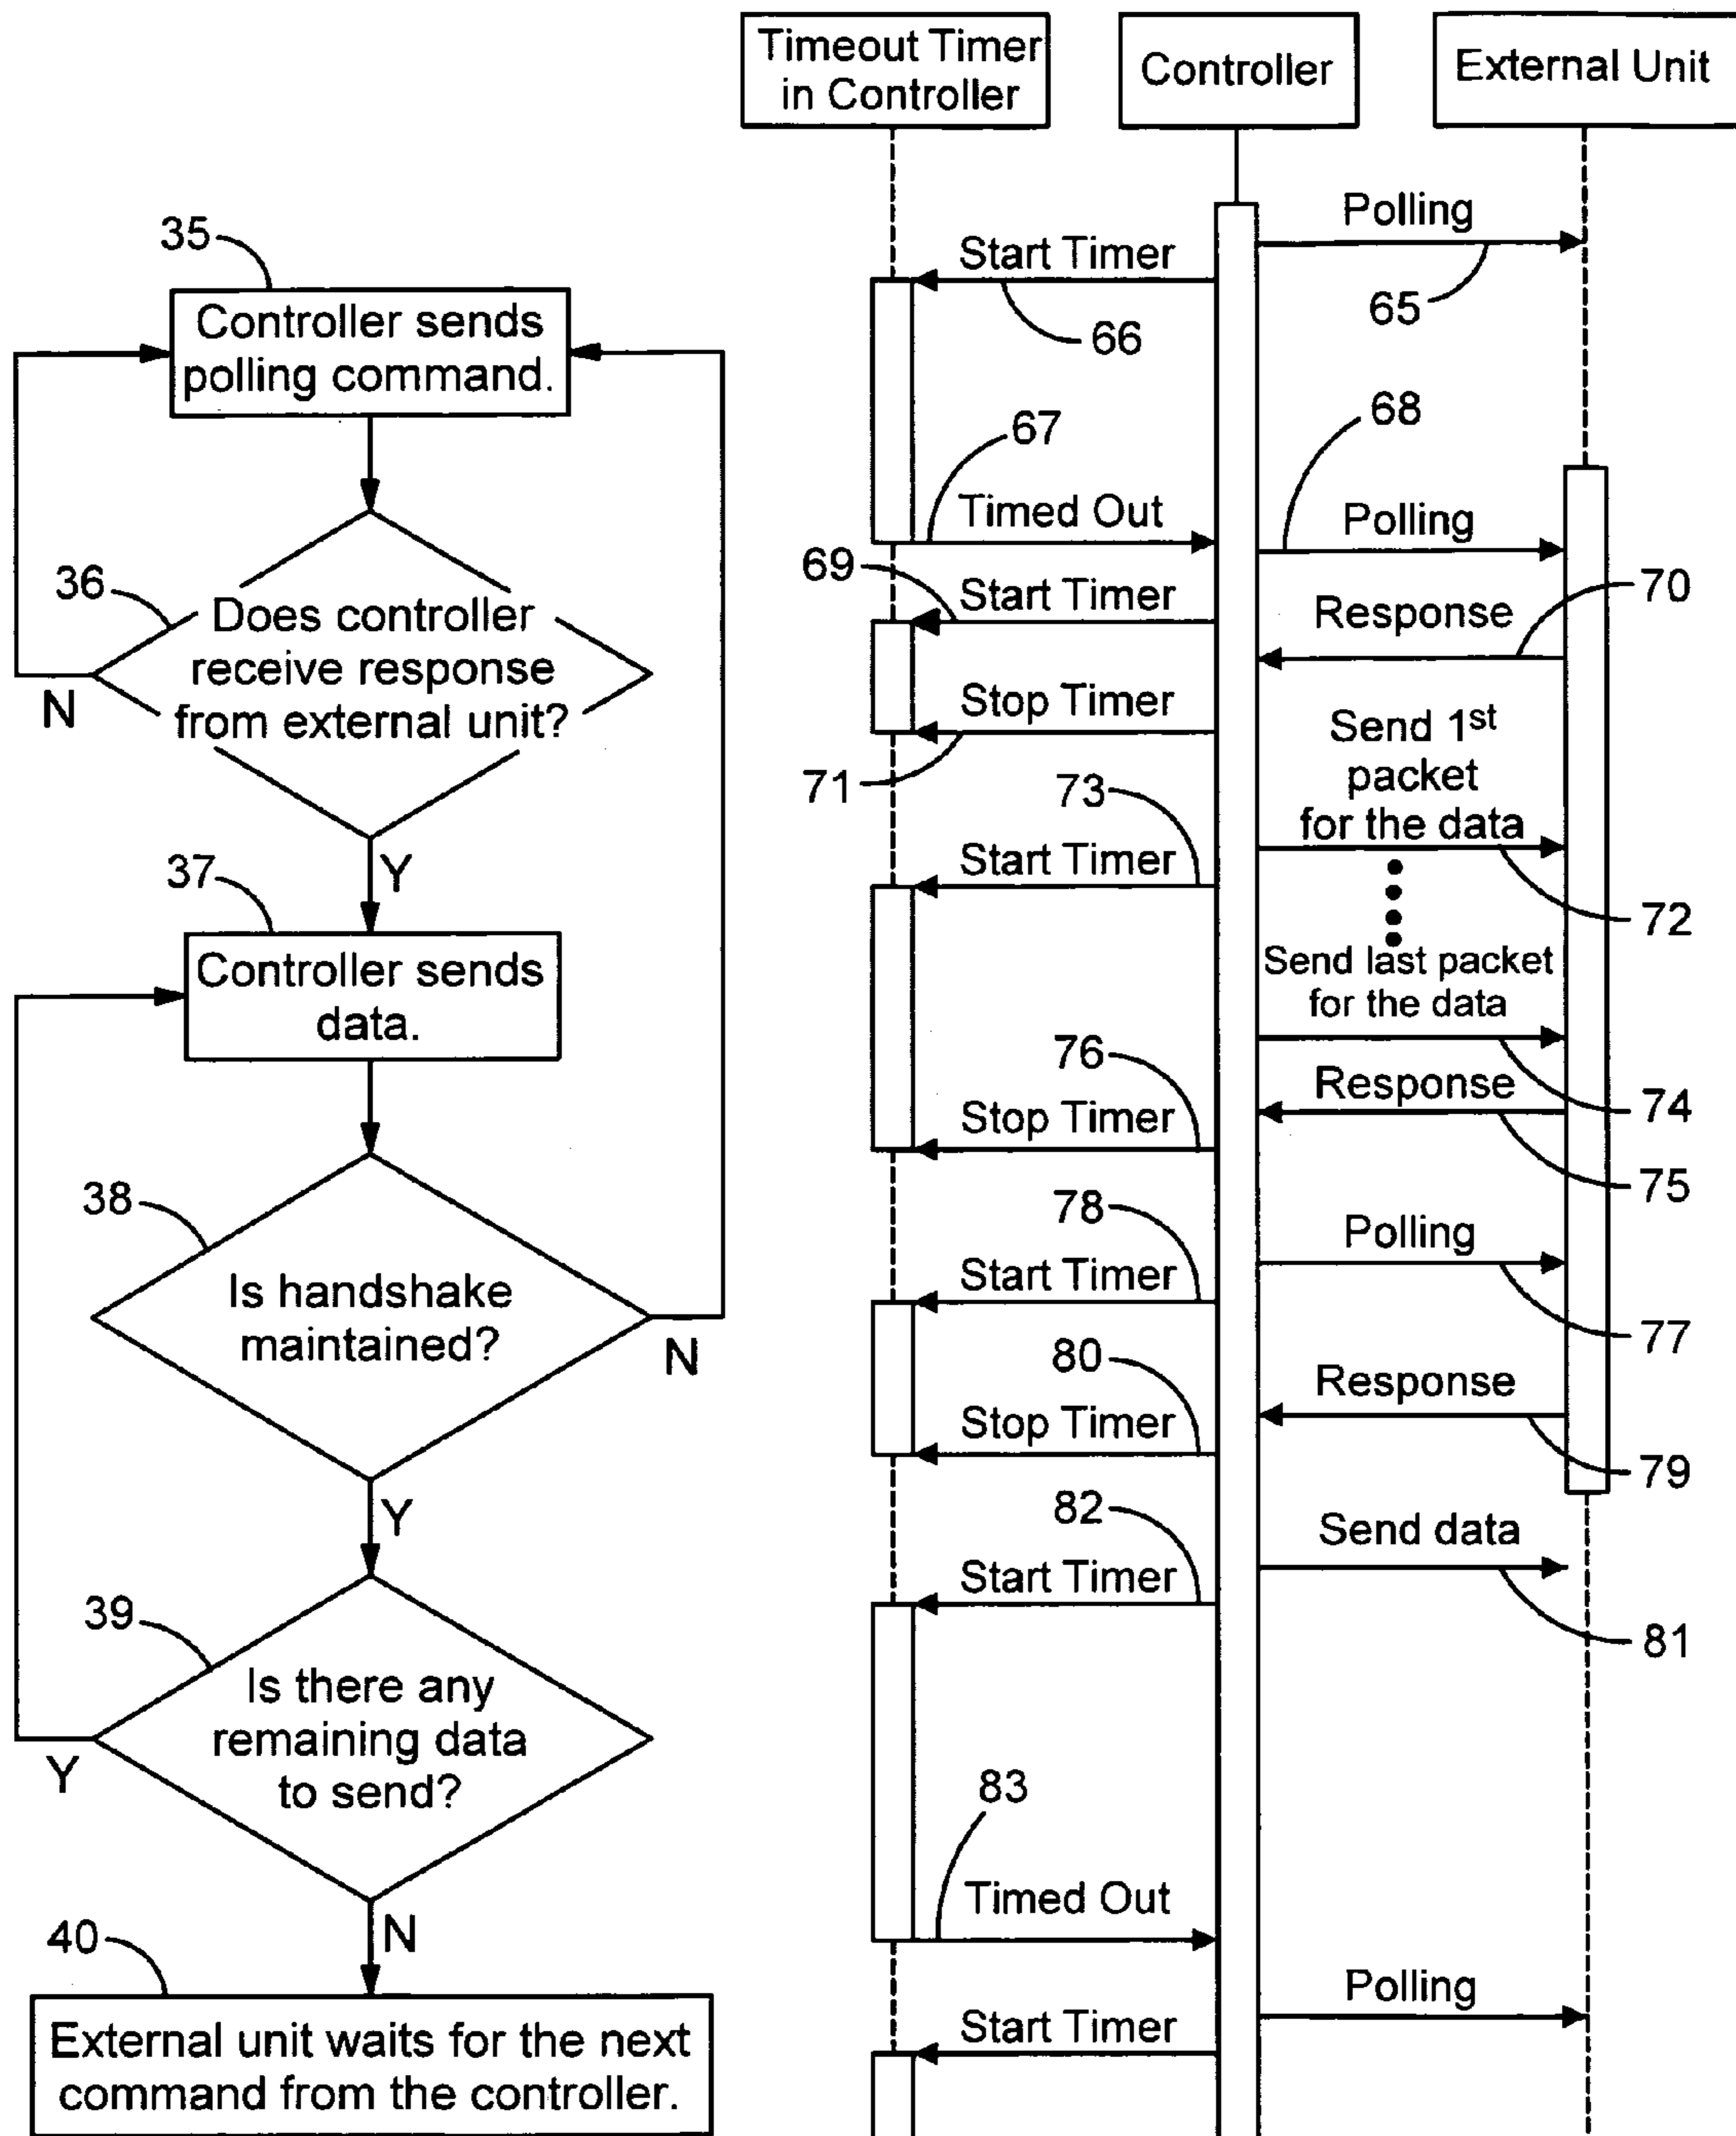 35
Controller sends
polling command.
36
Does controller
receive response
from external unit?
N
Y
37
Controller sends
data.
38
Is handshake
maintained?
N
Y
39
Is there any
remaining data
to send?
Y
N
40
External unit waits for the next
command from the controller.
Timeout Timer
in Controller
Controller
External Unit
Polling
65
Start Timer
66
67
Timed Out
68
Polling
69
Start Timer
70
Response
Stop Timer
71
Send 1st
packet
for the data
72
73
Start Timer
Send last packet
for the data
74
Response
75
76
Stop Timer
Polling
77
78
Start Timer
Response
79
80
Stop Timer
Send data
81
82
Start Timer
83
Timed Out
Polling
Start Timer